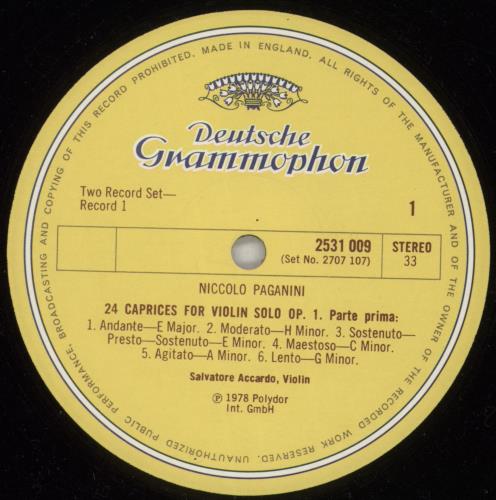 ALL RIGHTS OF THE MANUFACTURER AND OF THE OWNER OF THE RECORDED WORK RESERVED. UNAUTHORIZED PUBLIC PERFORMANCE, BROADCASTING AND COPYING OF THIS RECORD PROHIBITED. MADE IN ENGLAND.
Deutsche
Grammophon
Two Record Set—
Record 1
1
2531 009
(Set No. 2707 107)
STEREO
33
NICCOLO PAGANINI
24 CAPRICES FOR VIOLIN SOLO OP. 1. Parte prima:
1. Andante—E Major. 2. Moderato—H Minor. 3. Sostenuto—
Presto—Sostenuto—E Minor. 4. Maestoso—C Minor.
5. Agitato—A Minor. 6. Lento—G Minor.
Salvatore Accardo, Violin
℗ 1978 Polydor
Int. GmbH